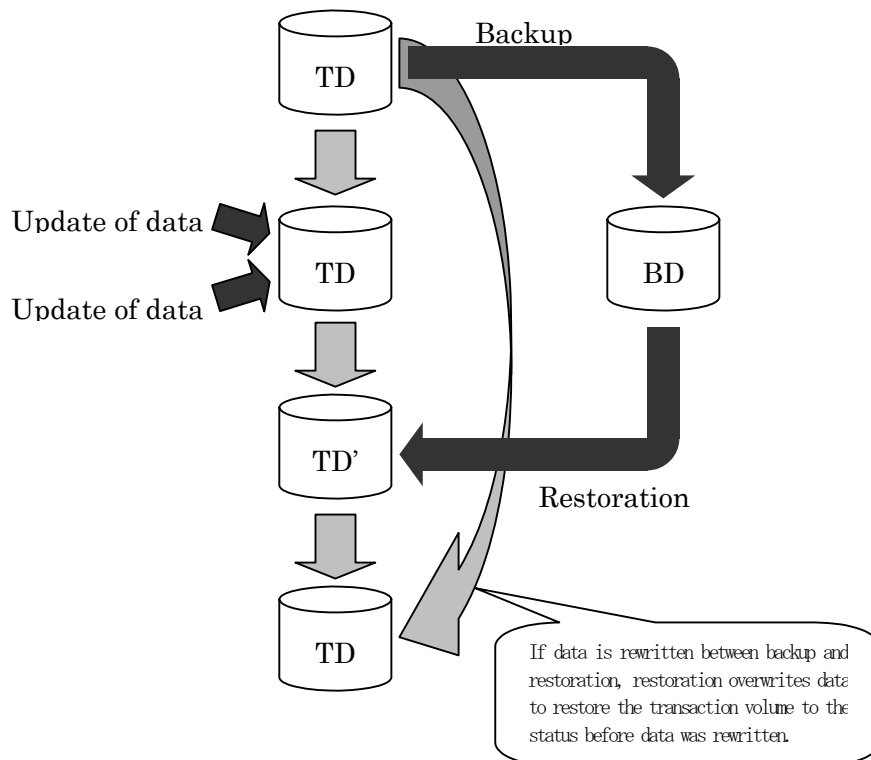 Backup
TD
Update of data
TD
BD
Update of data
TD’
Restoration
TD
If data is rewritten between backup and
restoration, restoration overwrites data
to restore the transaction volume to the
status before data was rewritten.